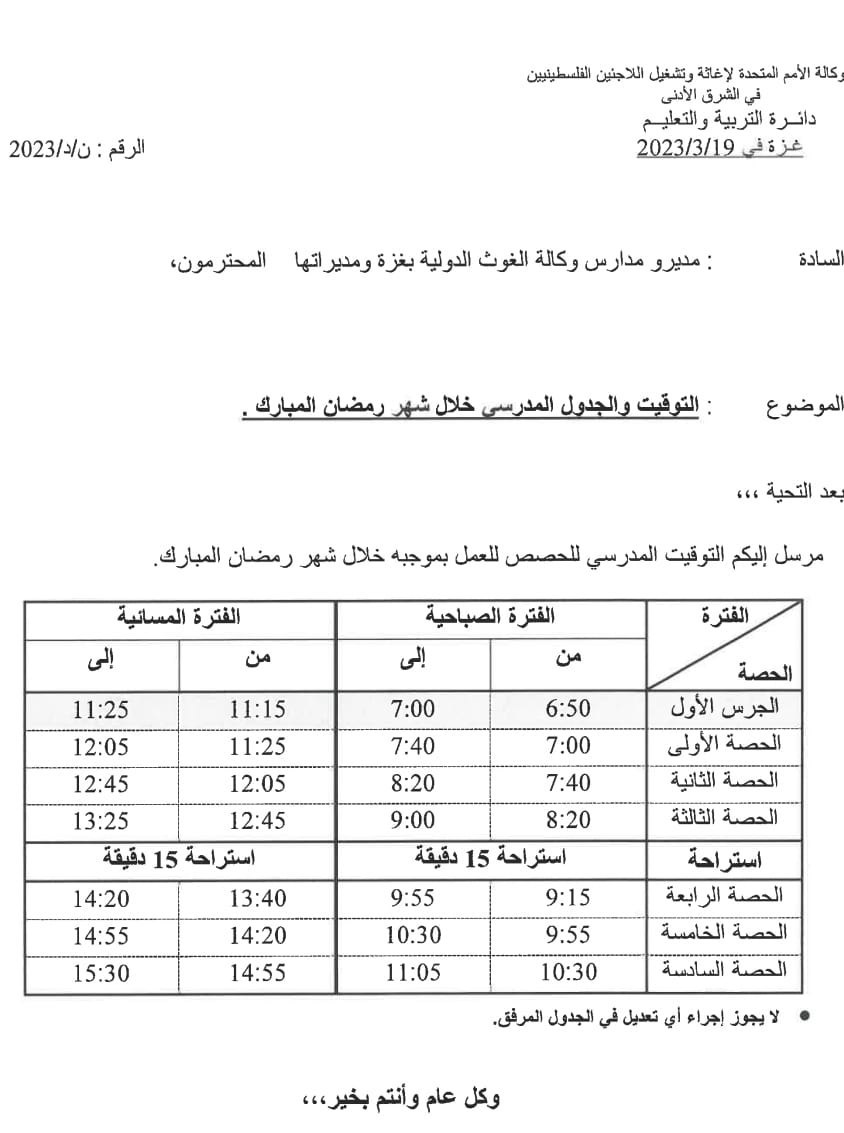 وكالة الأمم المتحدة لإغاثة وتشغيل اللاجئين الفلسطينيين
في الشرق الأدنى
دائــرة التربية والتعليــم
غـزة في 2023/3/19
الرقم : ن/د/2023
السادة : مديرو مدارس وكالة الغوث الدولية بغزة ومديراتها المحترمون،
الموضوع : التوقيت والجدول المدرسي خلال شهر رمضان المبارك .
بعد التحية ،،،
مرسل إليكم التوقيت المدرسي للحصص للعمل بموجبه خلال شهر رمضان المبارك.
الفترة الفترة الصباحية الفترة المسائية
الحصة من إلى من إلى
الجرس الأول 6:50 7:00 11:15 11:25
الحصة الأولى 7:00 7:40 11:25 12:05
الحصة الثانية 7:40 8:20 12:05 12:45
الحصة الثالثة 8:20 9:00 12:45 13:25
استراحة استراحة 15 دقيقة استراحة 15 دقيقة
الحصة الرابعة 9:15 9:55 13:40 14:20
الحصة الخامسة 9:55 10:30 14:20 14:55
الحصة السادسة 10:30 11:05 14:55 15:30
• لا يجوز إجراء أي تعديل في الجدول المرفق.
وكل عام وأنتم بخير،،،